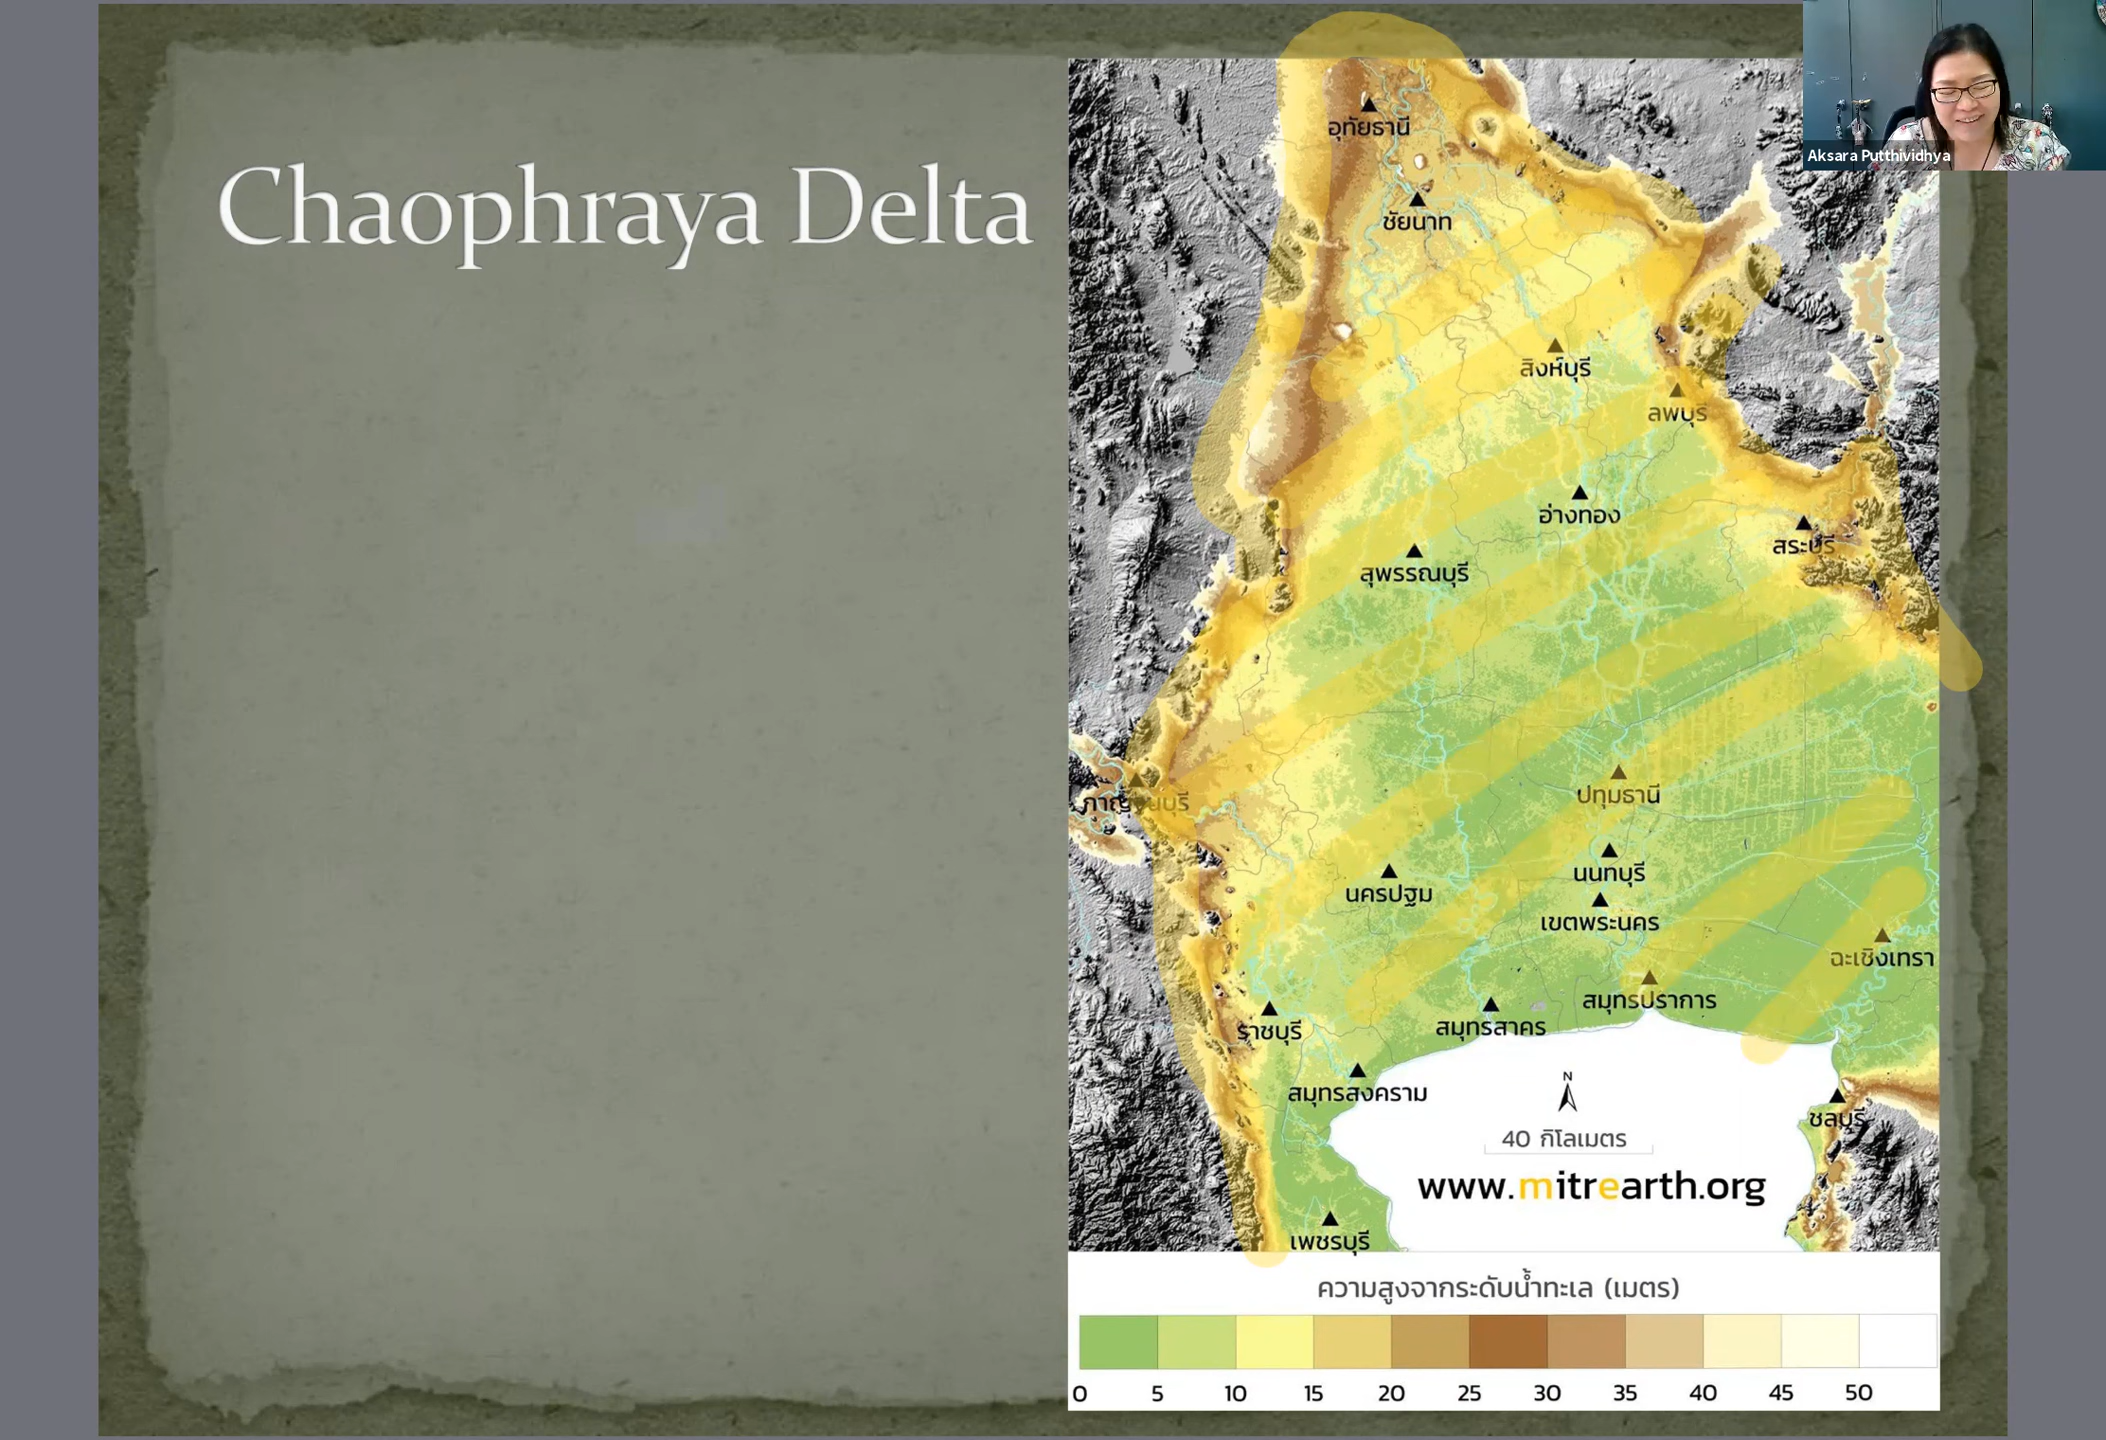 Chaophraya Delta
Aksara Putthividhya
อุทัยธานี
ชัยนาท
สิงห์บุรี
ลพบุรี
อ่างทอง
สระบุรี
สุพรรณบุรี
กาญจนบุรี
ปทุมธานี
นนทบุรี
นครปฐม
เขตพระนคร
ฉะเชิงเทรา
สมุทรปราการ
ราชบุรี
สมุทรสาคร
สมุทรสงคราม
N
ชลบุรี
40 กิโลเมตร
www.mitrearth.org
เพชรบุรี
ความสูงจากระดับน้ำทะเล (เมตร)
0 5 10 15 20 25 30 35 40 45 50